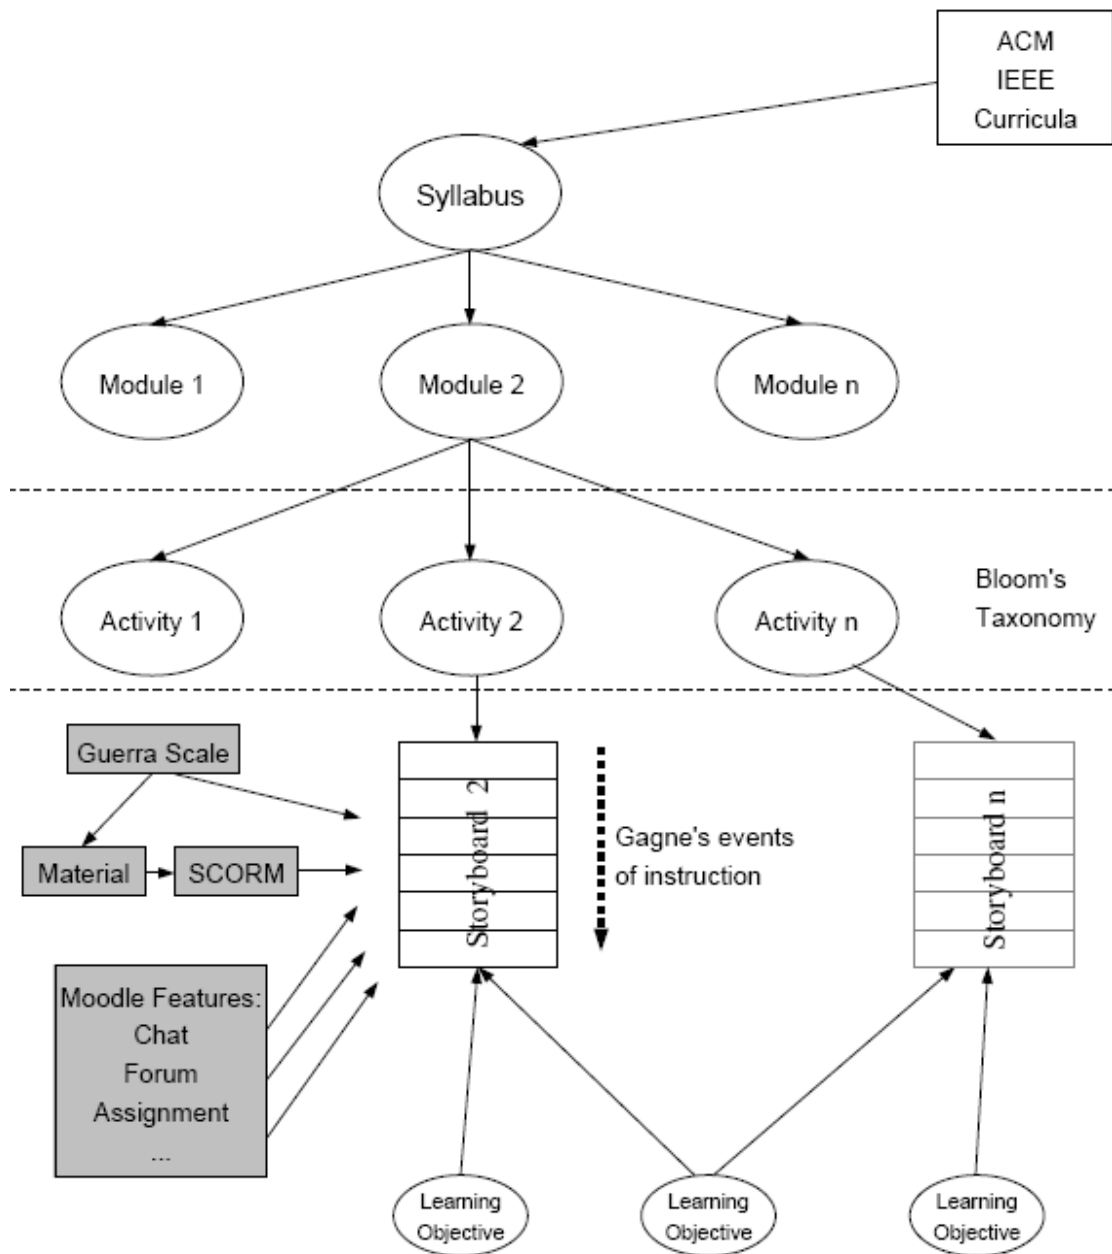 ACM
IEEE
Curricula
Syllabus
Module 1
Module 2
Module n
Activity 1
Activity 2
Activity n
Bloom's
Taxonomy
Guerra Scale
Material
SCORM
Storyboard 2
Gagne's events
of instruction
Storyboard n
Moodle Features:
Chat
Forum
Assignment
...
Learning
Objective
Learning
Objective
Learning
Objective